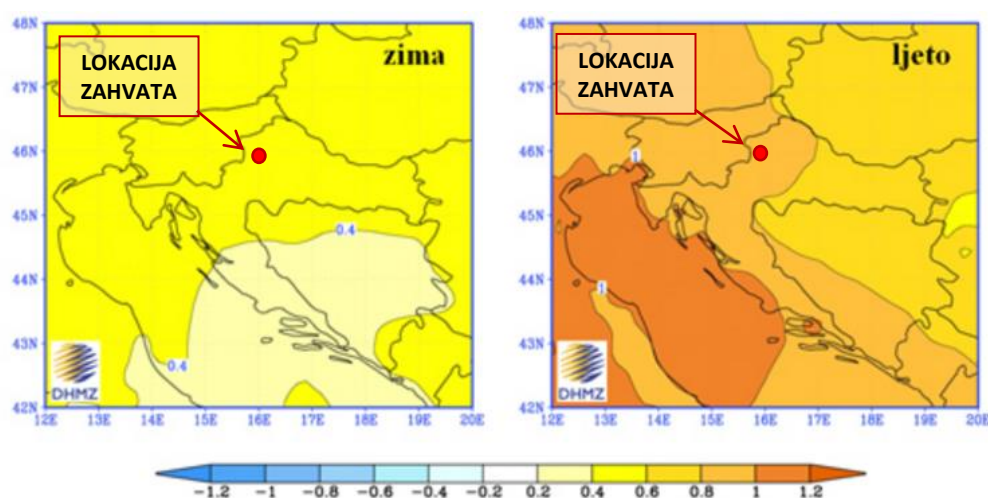 zima
LOKACIJA
ZAHVATA
0.4
0.4
DHMZ
48N
47N
46N
45N
44N
43N
42N
12E 13E 14E 15E 16E 17E 18E 19E 20E
ljeto
LOKACIJA
ZAHVATA
1
1
DHMZ
48N
47N
46N
45N
44N
43N
42N
12E 13E 14E 15E 16E 17E 18E 19E 20E
-1.2 -1 -0.8 -0.6 -0.4 -0.2 0.2 0.4 0.6 0.8 1 1.2